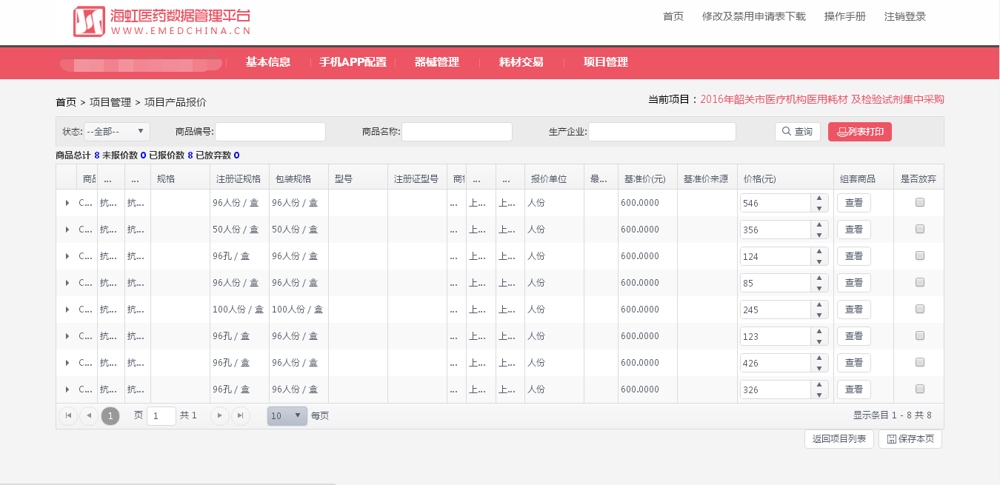 海虹医药数据管理平台
WWW.EMEDCHINA.CN
首页 修改及禁用申请表下载 操作手册 注销登录
基本信息 手机APP配置 器械管理 耗材交易 项目管理
首页 > 项目管理 > 项目产品报价
当前项目：2016年韶关市医疗机构医用耗材 及检验试剂集中采购
状态: --全部-- 商品编号: 商品名称: 生产企业: 查询 列表打印
商品总计 8 未报价数 0 已报价数 8 已放弃数 0
商品 ... ... 规格 注册证规格 包装规格 型号 注册证型号 商 ... ... 报价单位 最... 基准价(元) 基准价来源 价格(元) 组套商品 是否放弃
C... 抗... 抗... 96人份 / 盒 96人份 / 盒 ... 上... 上... 人份 600.0000 546 查看
C... 抗... 抗... 50人份 / 盒 50人份 / 盒 ... 上... 上... 人份 600.0000 356 查看
C... 抗... 抗... 96孔 / 盒 96人份 / 盒 ... 上... 上... 人份 600.0000 124 查看
C... 抗... 抗... 96人份 / 盒 96人份 / 盒 ... 上... 上... 人份 600.0000 85 查看
C... 抗... 抗... 100人份 / 盒 100人份 / 盒 ... 上... 上... 人份 600.0000 245 查看
C... 抗... 抗... 96孔 / 盒 96人份 / 盒 ... 上... 上... 人份 600.0000 123 查看
C... 抗... 抗... 96孔 / 盒 96人份 / 盒 ... 上... 上... 人份 600.0000 426 查看
C... 抗... 抗... 96孔 / 盒 96人份 / 盒 ... 上... 上... 人份 600.0000 326 查看
1 页 1 共 1 10 每页 显示条目 1 - 8 共 8
返回项目列表 保存本页